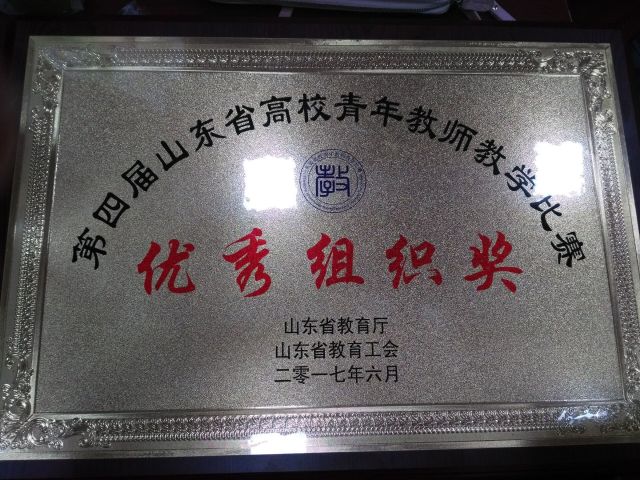 第四届山东省高校青年教师教学比赛
优秀组织奖
山东省教育厅
山东省教育工会
二零一七年六月